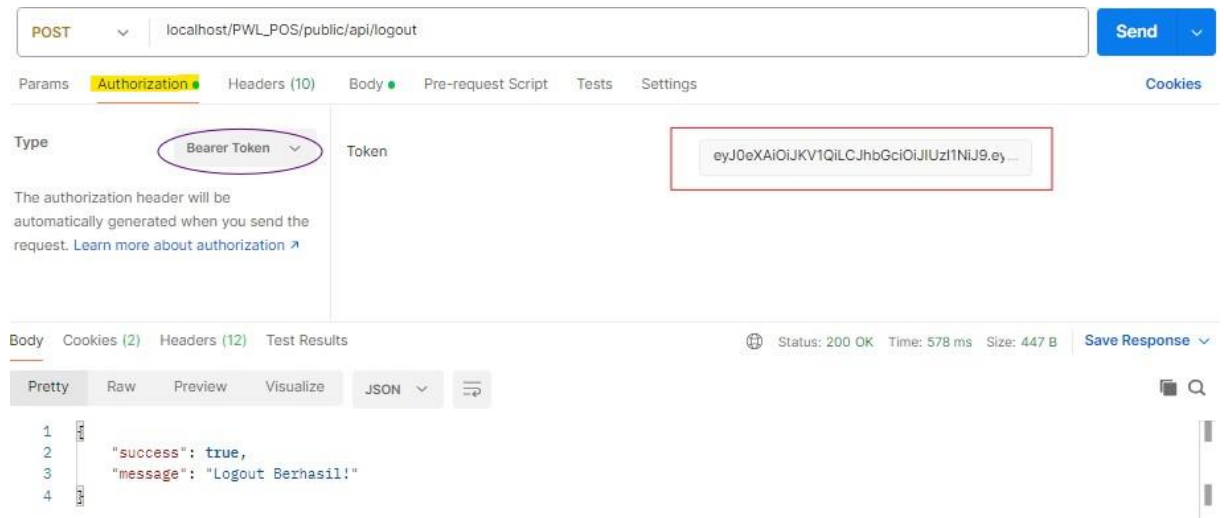 POST localhost/PWL_POS/public/api/logout Send
Params Authorization Headers (10) Body Pre-request Script Tests Settings Cookies
Type Bearer Token Token eyJ0eXAiOiJKV1QiLCJhbGciOiJIUzI1NiJ9.ey...
The authorization header will be
automatically generated when you send the
request. Learn more about authorization ↗
Body Cookies (2) Headers (12) Test Results Status: 200 OK Time: 578 ms Size: 447 B Save Response
Pretty Raw Preview Visualize JSON
1 {
2 "success": true,
3 "message": "Logout Berhasil!"
4 }